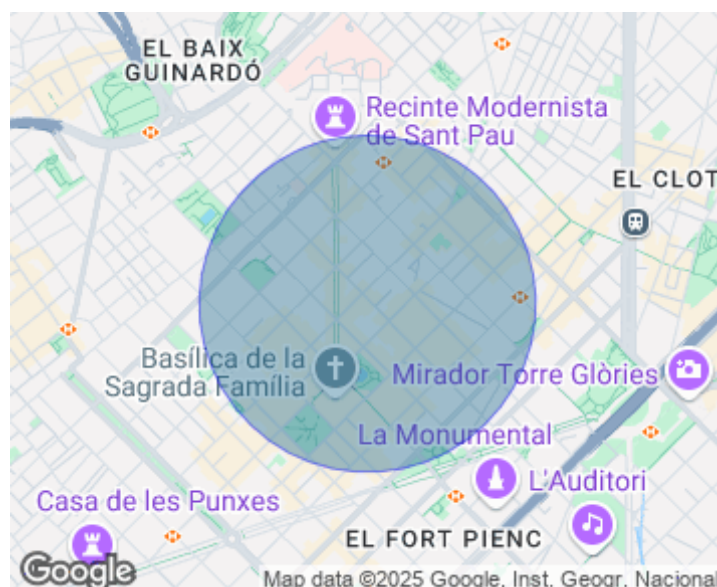 EL BAIX
GUINARDÓ
Recinte Modernista
de Sant Pau
EL CLOT
Basílica de la
Sagrada Família
Mirador Torre Glòries
La Monumental
L'Auditori
Casa de les Punxes
EL FORT PIENC
Google
Map data ©2025 Google, Inst. Geogr. Nacional